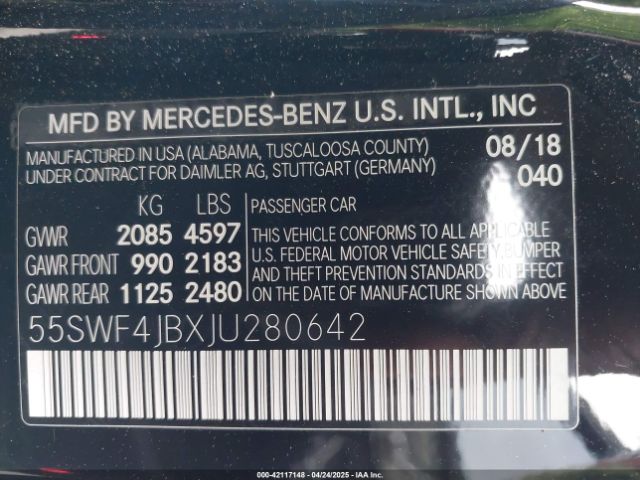 MFD BY MERCEDES-BENZ U.S. INTL., INC
MANUFACTURED IN USA (ALABAMA, TUSCALOOSA COUNTY) 08/18
UNDER CONTRACT FOR DAIMLER AG, STUTTGART (GERMANY) 040
KG LBS PASSENGER CAR
GWR 2085 4597 THIS VEHICLE CONFORMS TO ALL APPLICABLE
GAWR FRONT 990 2183 U.S. FEDERAL MOTOR VEHICLE SAFETY, BUMPER
GAWR REAR 1125 2480 AND THEFT PREVENTION STANDARDS IN EFFECT
ON THE DATE OF MANUFACTURE SHOWN ABOVE.
55SWF4JBXJU280642
000-42117148 - 04/24/2025 - IAA Inc.